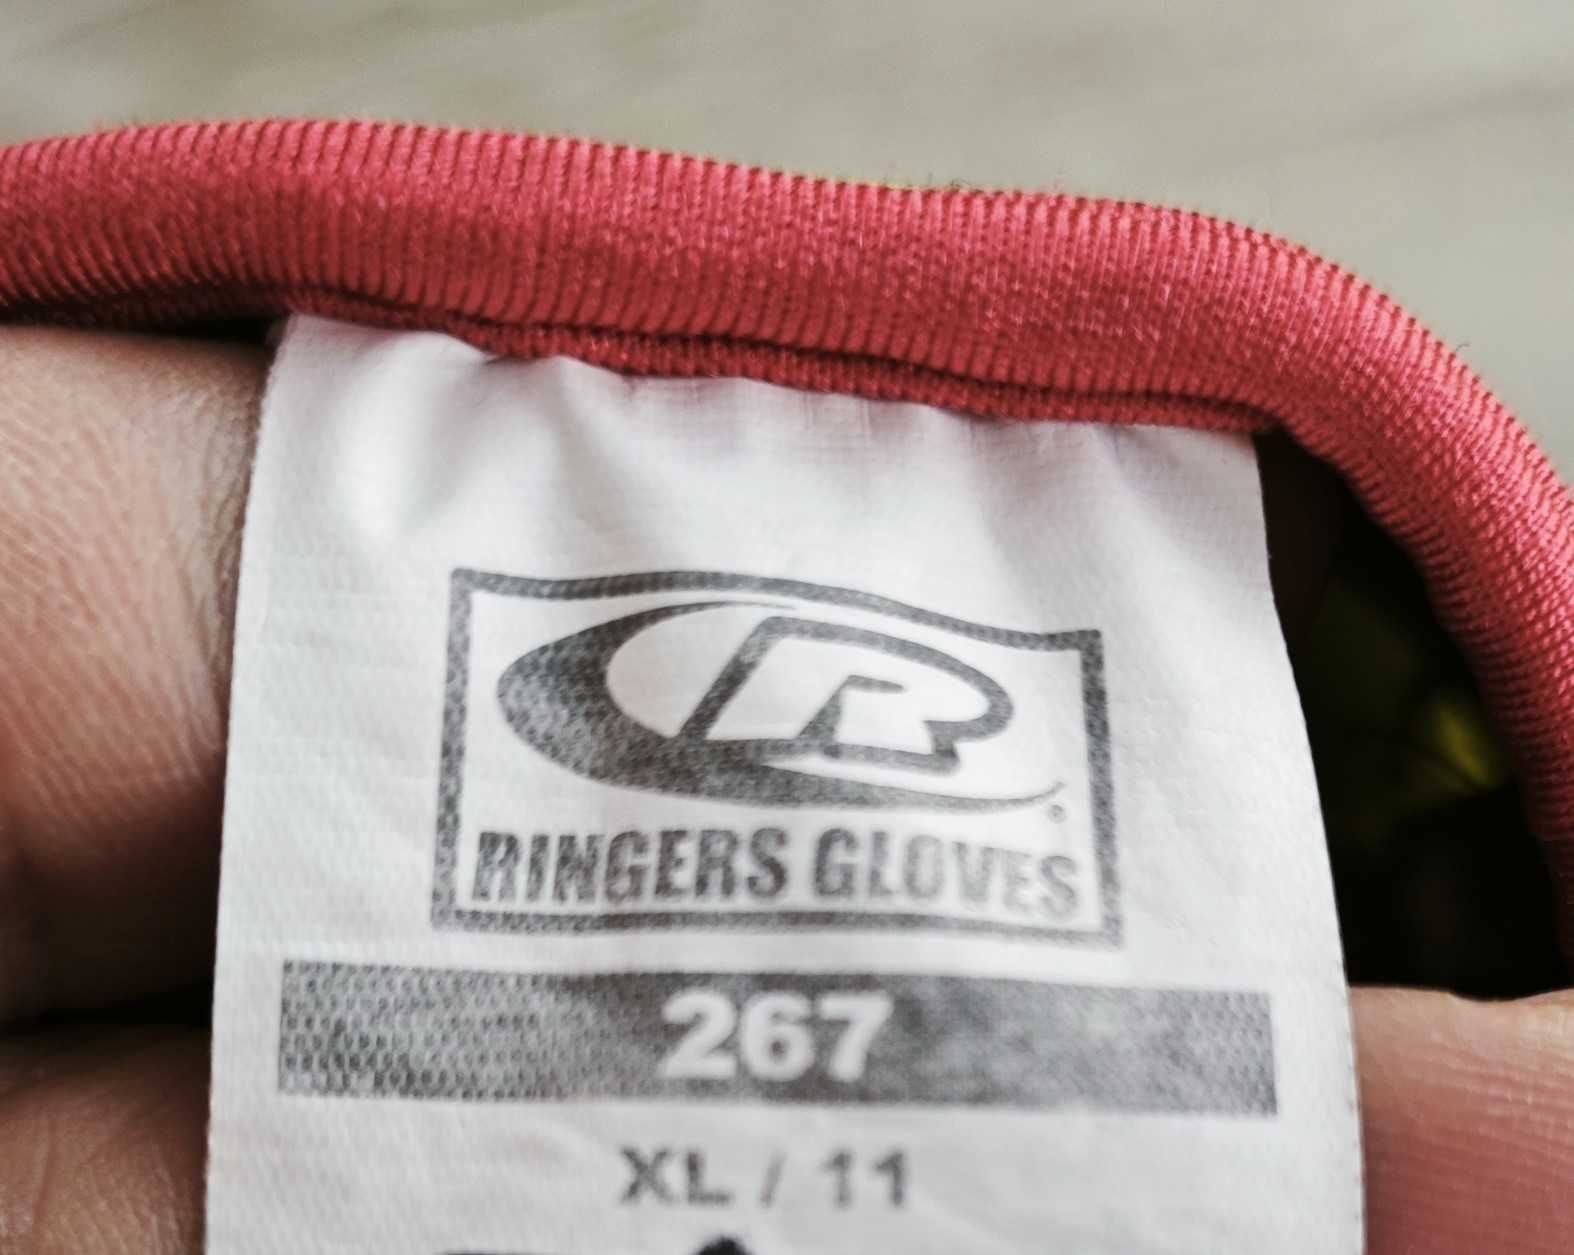 R
RINGERS GLOVES
267
XL / 11